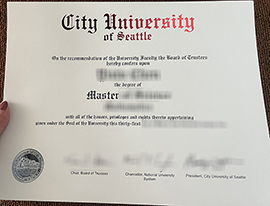 City University
of Seattle
On the recommendation of the University Faculty the Board of Trustees
hereby confers upon
the degree of
Master
with all of the honors, privileges and rights thereto appertaining
given under the Seal of the University this thirty-first
Chair, Board of Trustees
Chancellor, National University
System
President, City University of Seattle